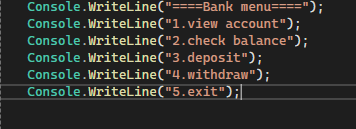 Console.WriteLine("====Bank menu====");
Console.WriteLine("1.view account");
Console.WriteLine("2.check balance");
Console.WriteLine("3.deposit");
Console.WriteLine("4.withdraw");
Console.WriteLine("5.exit");